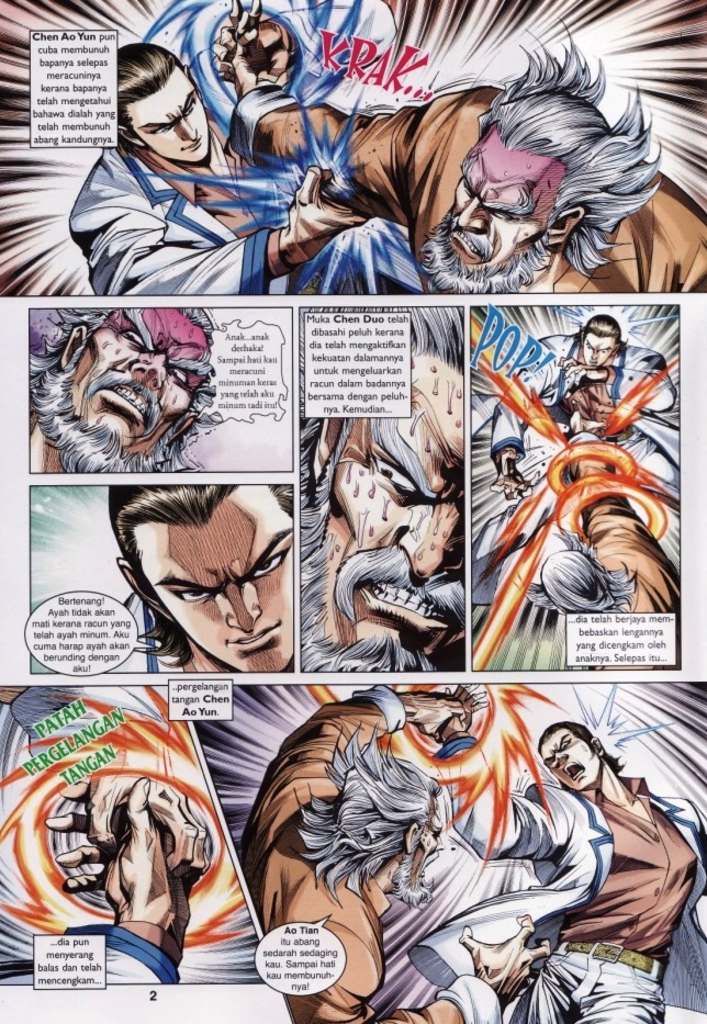 Chen Ao Yun pun
cuba membunuh
bapanya selepas
meracuninya
kerana bapanya
telah mengetahui
bahawa dialah yang
telah membunuh
abang kandungnya.
KRAK...
Anak...anak
derhaka!
Sampai hati kau
meracuni
minuman keras
yang telah aku
minum tadi itu!
Muka Chen Duo telah
dibasahi peluh kerana
dia telah mengaktifkan
kekuatan dalamannya
untuk mengeluarkan
racun dalam badannya
bersama dengan
peluh. Kemudian...
POP!
Bertenang!
Ayah tidak akan
mati kerana racun yang
telah ayah minum. Aku
cuma harap ayah akan
berunding dengan
aku!
...dia telah berjaya mem-
bebaskan lengannya
yang dicengkam oleh
anaknya. Selepas itu...
...pergelangan
tangan Chen
Ao Yun.
PATAH
PERGELANGAN
TANGAN
...dia pun
menyerang
balas dan telah
mencengkam...
Ao Tian
itu abang
sedarah sedaging
kau. Sampai hati
kau membunuh-
nya!
2